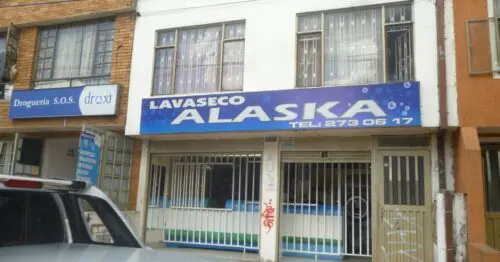 Droguería S.O.S. droxi
LAVASECO
ALASKA
TEL: 273 06 17